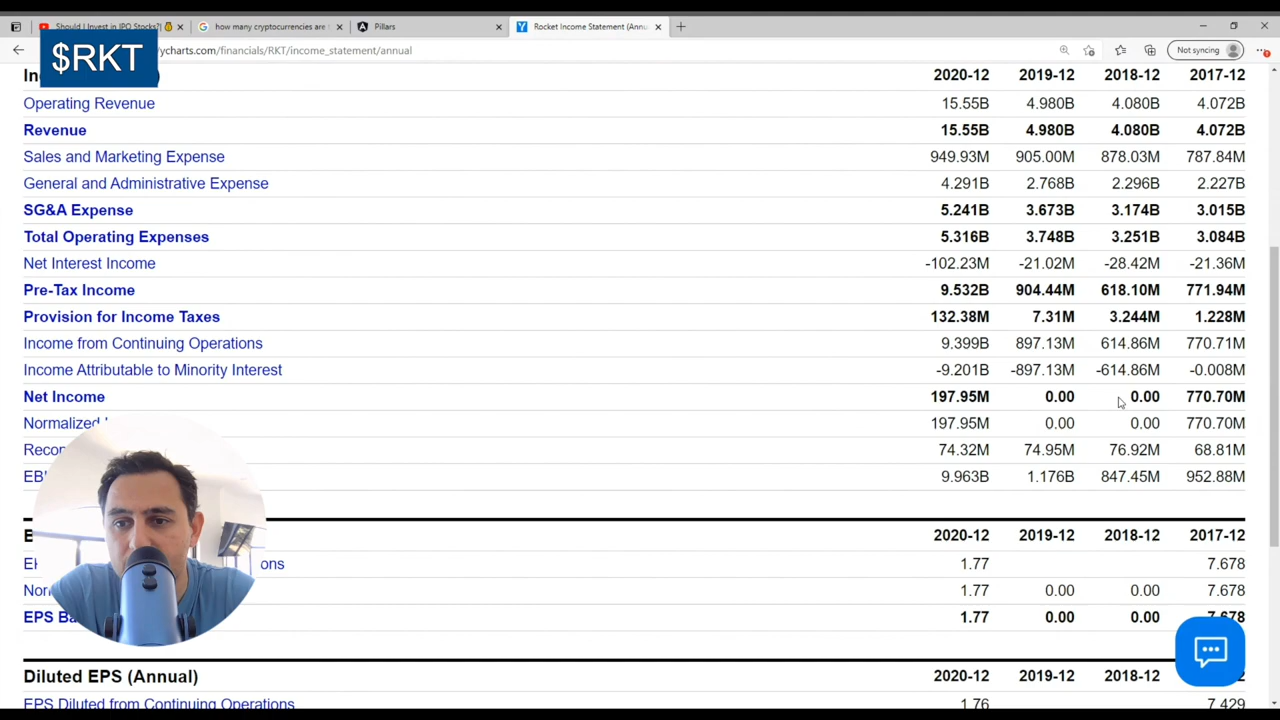 Should I Invest in IPO Stocks?!
how many cryptocurrencies are
Pillars
Rocket Income Statement (Annu
$RKT
ycharts.com/financials/RKT/income_statement/annual
Not syncing
2020-12 2019-12 2018-12 2017-12
Operating Revenue 15.55B 4.980B 4.080B 4.072B
Revenue 15.55B 4.980B 4.080B 4.072B
Sales and Marketing Expense 949.93M 905.00M 878.03M 787.84M
General and Administrative Expense 4.291B 2.768B 2.296B 2.227B
SG&A Expense 5.241B 3.673B 3.174B 3.015B
Total Operating Expenses 5.316B 3.748B 3.251B 3.084B
Net Interest Income -102.23M -21.02M -28.42M -21.36M
Pre-Tax Income 9.532B 904.44M 618.10M 771.94M
Provision for Income Taxes 132.38M 7.31M 3.244M 1.228M
Income from Continuing Operations 9.399B 897.13M 614.86M 770.71M
Income Attributable to Minority Interest -9.201B -897.13M -614.86M -0.008M
Net Income 197.95M 0.00 0.00 770.70M
Normalized 197.95M 0.00 0.00 770.70M
Recon 74.32M 74.95M 76.92M 68.81M
EBI 9.963B 1.176B 847.45M 952.88M
2020-12 2019-12 2018-12 2017-12
ons 1.77 7.678
Nor 1.77 0.00 0.00 7.678
EPS Ba 1.77 0.00 0.00 7.678
Diluted EPS (Annual) 2020-12 2019-12 2018-12
EPS Diluted from Continuing Operations 1.76 7.429